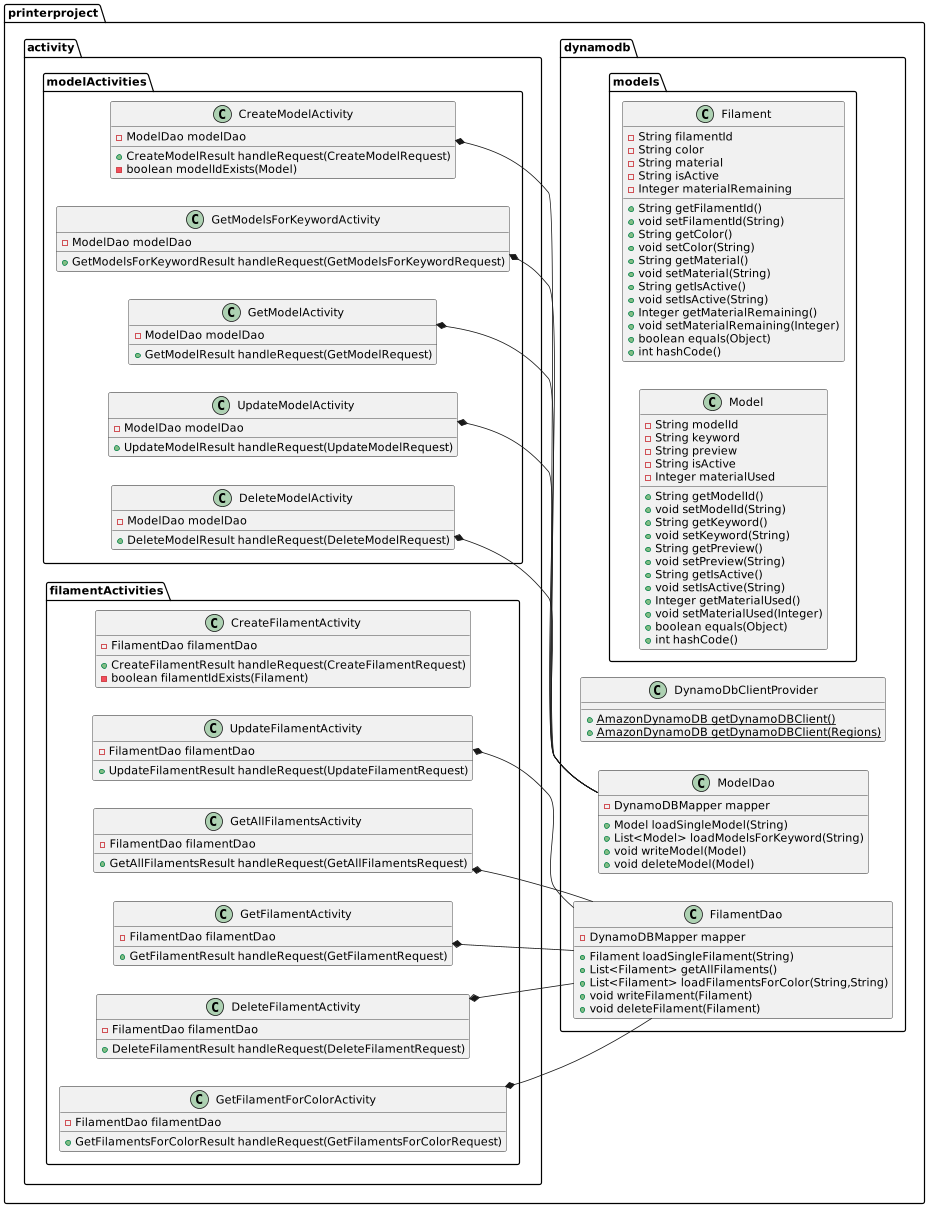 printerproject
activity
modelActivities
C CreateModelActivity
ModelDao modelDao
CreateModelResult handleRequest(CreateModelRequest)
boolean modelIdExists(Model)
C GetModelsForKeywordActivity
ModelDao modelDao
GetModelsForKeywordResult handleRequest(GetModelsForKeywordRequest)
C GetModelActivity
ModelDao modelDao
GetModelResult handleRequest(GetModelRequest)
C UpdateModelActivity
ModelDao modelDao
UpdateModelResult handleRequest(UpdateModelRequest)
C DeleteModelActivity
ModelDao modelDao
DeleteModelResult handleRequest(DeleteModelRequest)
filamentActivities
C CreateFilamentActivity
FilamentDao filamentDao
CreateFilamentResult handleRequest(CreateFilamentRequest)
boolean filamentIdExists(Filament)
C UpdateFilamentActivity
FilamentDao filamentDao
UpdateFilamentResult handleRequest(UpdateFilamentRequest)
C GetAllFilamentsActivity
FilamentDao filamentDao
GetAllFilamentsResult handleRequest(GetAllFilamentsRequest)
C GetFilamentActivity
FilamentDao filamentDao
GetFilamentResult handleRequest(GetFilamentRequest)
C DeleteFilamentActivity
FilamentDao filamentDao
DeleteFilamentResult handleRequest(DeleteFilamentRequest)
C GetFilamentForColorActivity
FilamentDao filamentDao
GetFilamentsForColorResult handleRequest(GetFilamentsForColorRequest)
dynamodb
models
C Filament
String filamentId
String color
String material
String isActive
Integer materialRemaining
String getFilamentId()
void setFilamentId(String)
String getColor()
void setColor(String)
String getMaterial()
void setMaterial(String)
String getIsActive()
void setIsActive(String)
Integer getMaterialRemaining()
void setMaterialRemaining(Integer)
boolean equals(Object)
int hashCode()
C Model
String modelId
String keyword
String preview
String isActive
Integer materialUsed
String getModelId()
void setModelId(String)
String getKeyword()
void setKeyword(String)
String getPreview()
void setPreview(String)
String getIsActive()
void setIsActive(String)
Integer getMaterialUsed()
void setMaterialUsed(Integer)
boolean equals(Object)
int hashCode()
C DynamoDbClientProvider
AmazonDynamoDB getDynamoDBClient()
AmazonDynamoDB getDynamoDBClient(Regions)
C ModelDao
DynamoDBMapper mapper
Model loadSingleModel(String)
List<Model> loadModelsForKeyword(String)
void writeModel(Model)
void deleteModel(Model)
C FilamentDao
DynamoDBMapper mapper
Filament loadSingleFilament(String)
List<Filament> getAllFilaments()
List<Filament> loadFilamentsForColor(String,String)
void writeFilament(Filament)
void deleteFilament(Filament)